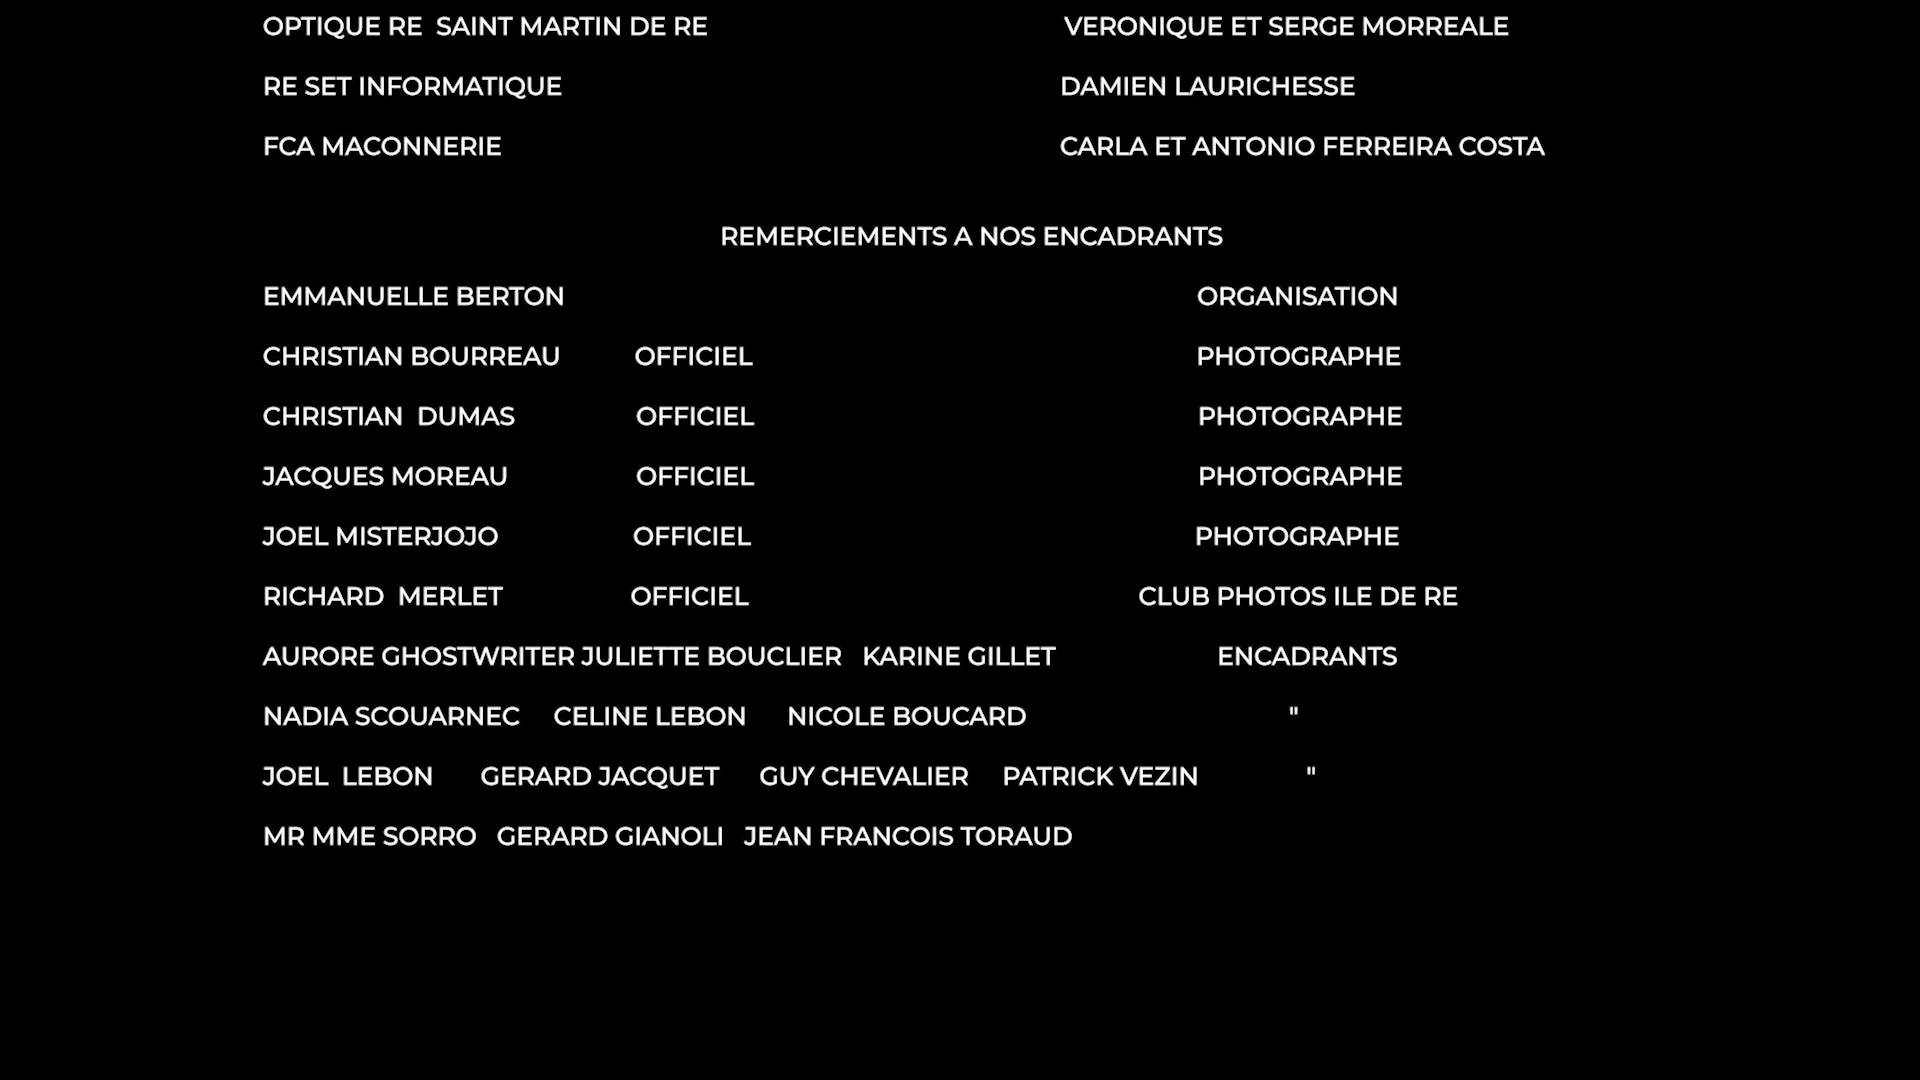 OPTIQUE RE SAINT MARTIN DE RE VERONIQUE ET SERGE MORREALE
RE SET INFORMATIQUE DAMIEN LAURICHESSE
FCA MACONNERIE CARLA ET ANTONIO FERREIRA COSTA
REMERCIEMENTS A NOS ENCADRANTS
EMMANUELLE BERTON ORGANISATION
CHRISTIAN BOURREAU OFFICIEL PHOTOGRAPHE
CHRISTIAN DUMAS OFFICIEL PHOTOGRAPHE
JACQUES MOREAU OFFICIEL PHOTOGRAPHE
JOEL MISTERJOJO OFFICIEL PHOTOGRAPHE
RICHARD MERLET OFFICIEL CLUB PHOTOS ILE DE RE
AURORE GHOSTWRITER JULIETTE BOUCLIER KARINE GILLET ENCADRANTS
NADIA SCOUARNEC CELINE LEBON NICOLE BOUCARD "
JOEL LEBON GERARD JACQUET GUY CHEVALIER PATRICK VEZIN "
MR MME SORRO GERARD GIANOLI JEAN FRANCOIS TORAUD